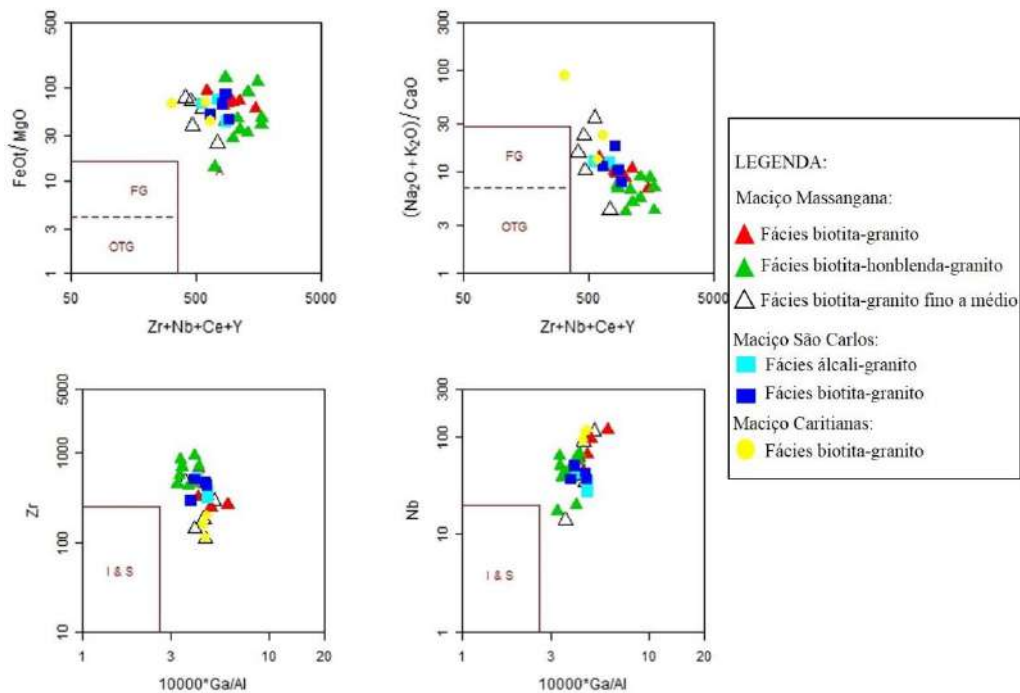 500
100
50
30
10
5
3
1
FeOt/MgO
FG
OTG
50
500
5000
Zr+Nb+Ce+Y
300
100
30
10
3
1
(Na2O + K2O)/CaO
FG
OTG
50
500
5000
Zr+Nb+Ce+Y
5000
1000
100
10
Zr
I & S
1
3
10
20
10000*Ga/Al
300
100
10
1
Nb
I & S
1
3
10
20
10000*Ga/Al
LEGENDA:
Maciço Massangana:
Fácies biotita-granito
Fácies biotita-honblenda-granito
Fácies biotita-granito fino a médio
Maciço São Carlos:
Fácies álcali-granito
Fácies biotita-granito
Maciço Caritianas:
Fácies biotita-granito